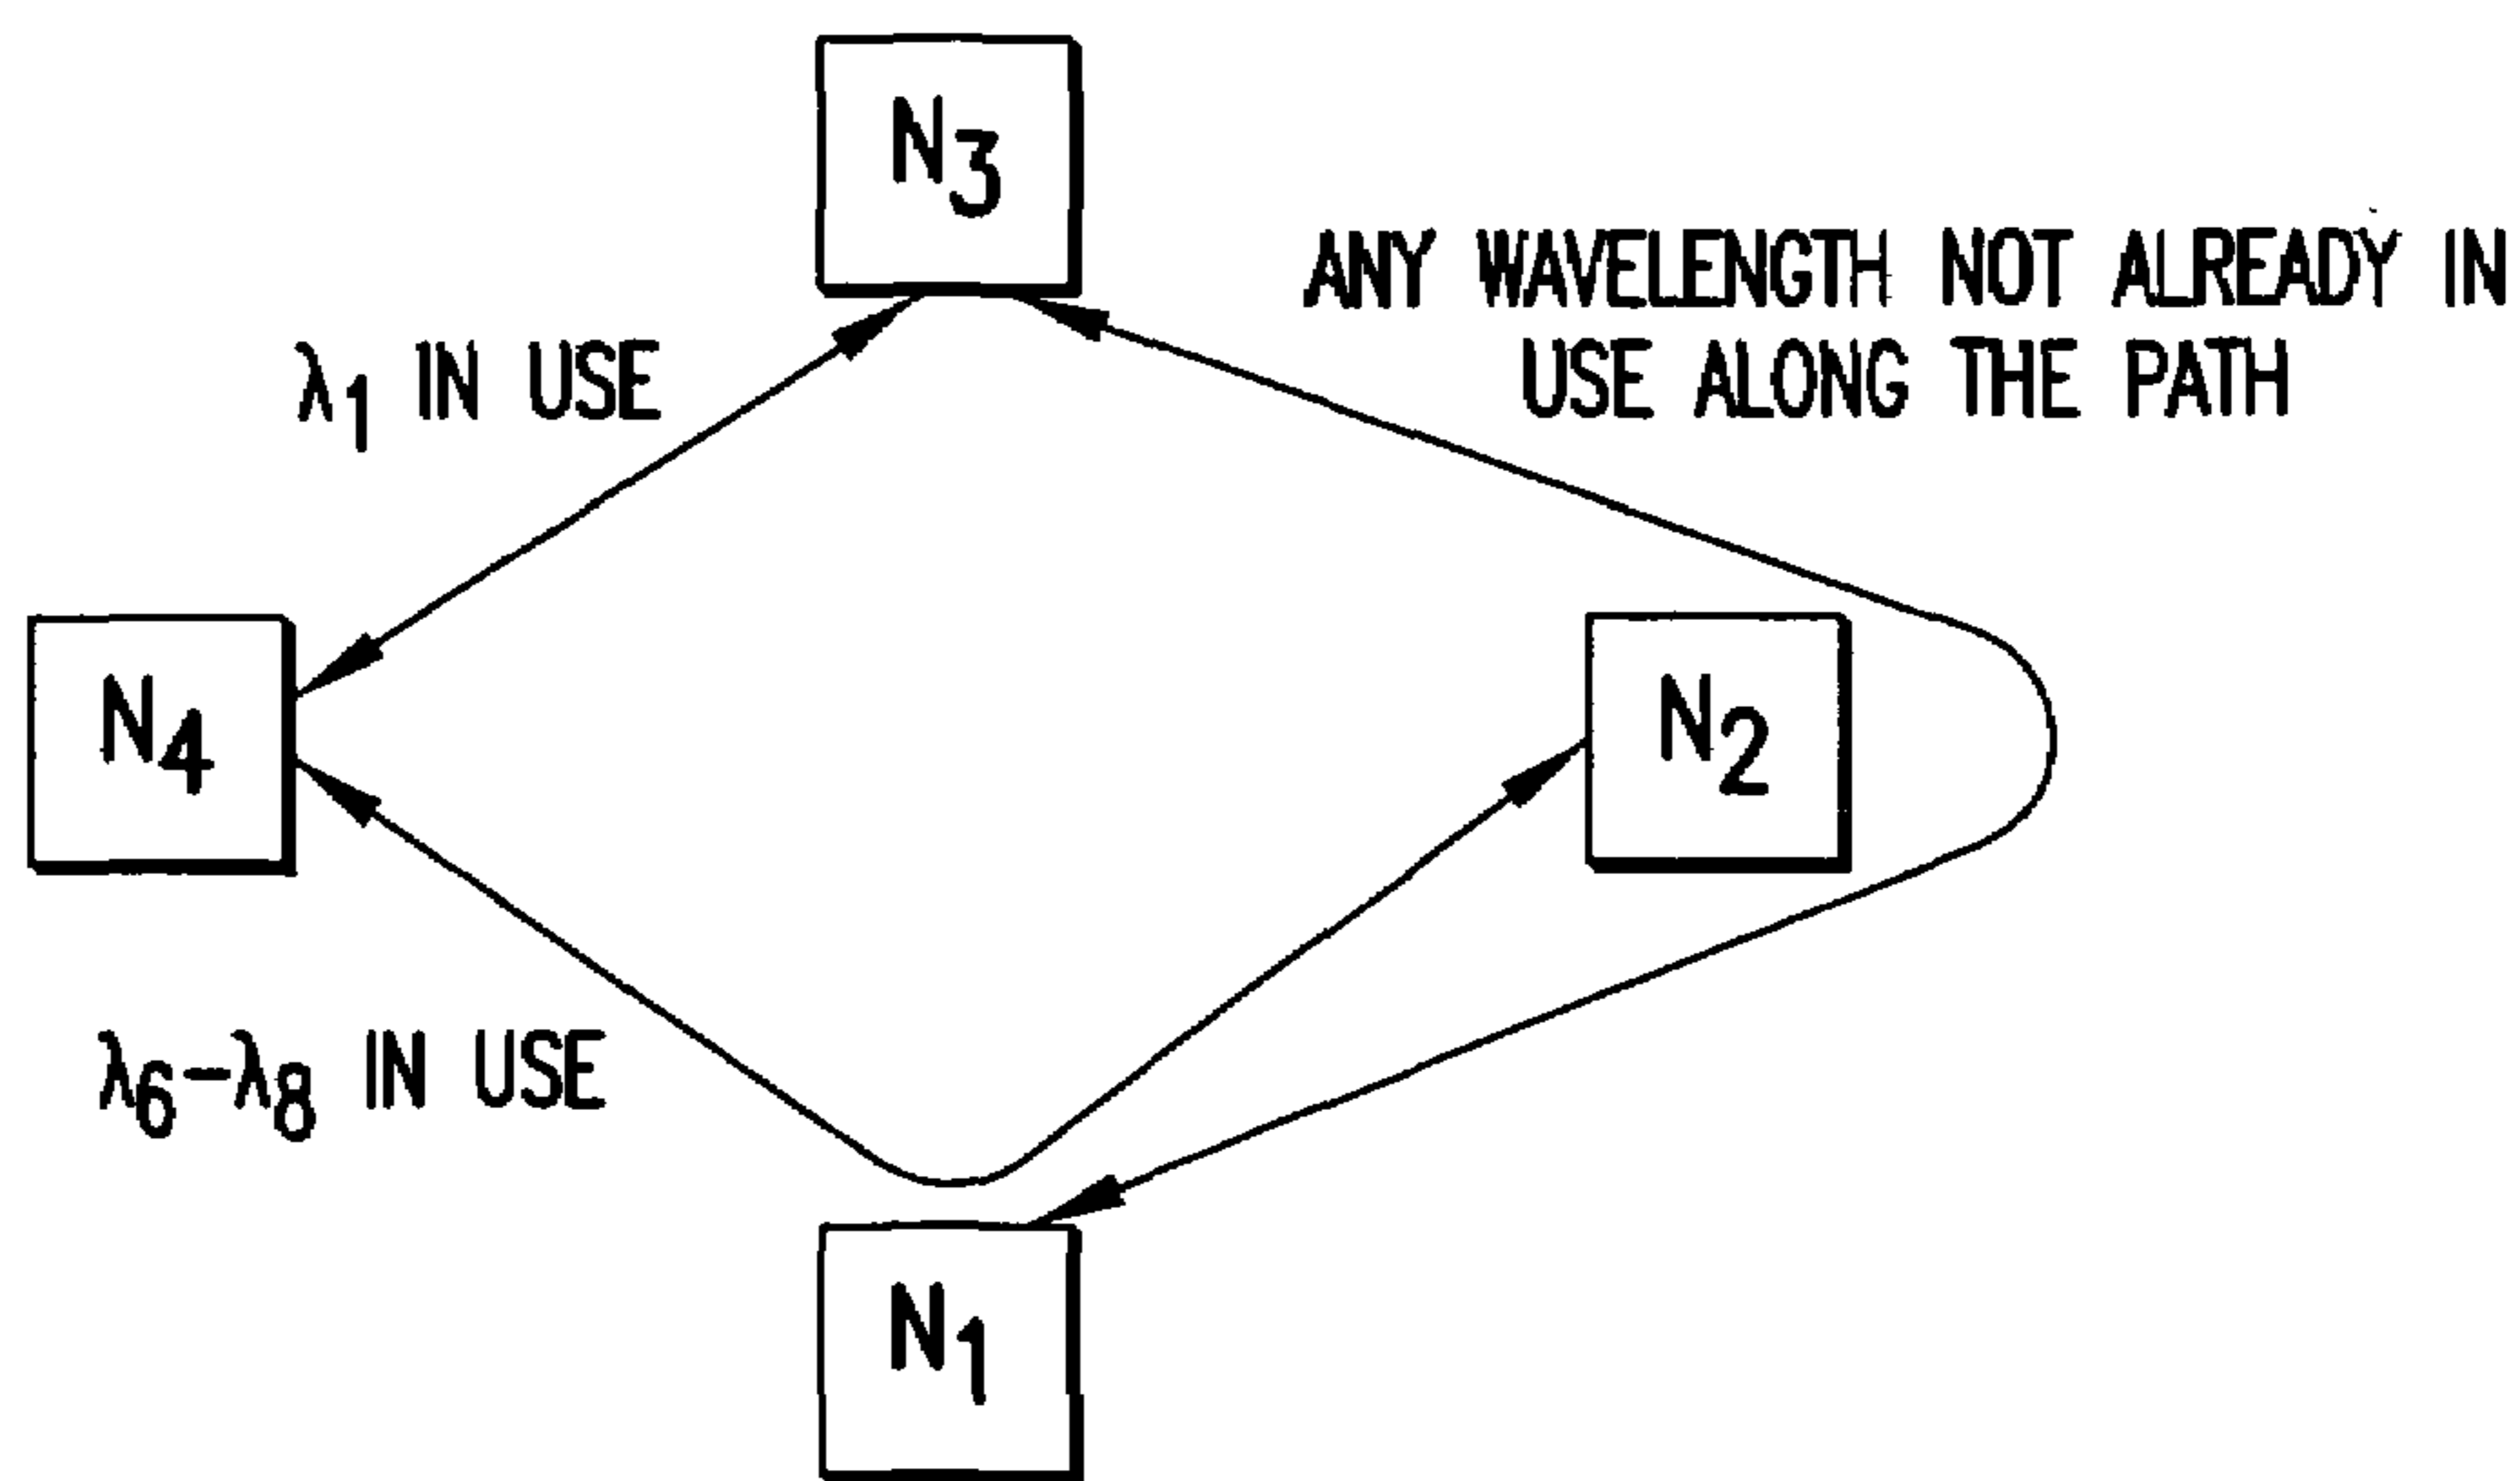 N3
ANY WAVELENGTH NOT ALREADY IN
USE ALONG THE PATH
λ1 IN USE
N4
N2
λ6–λ8 IN USE
N1